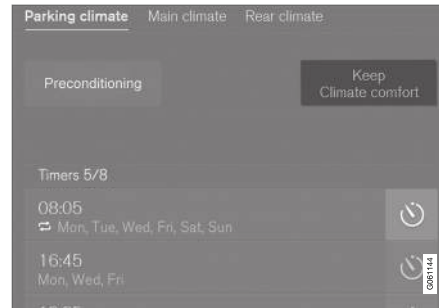 Parking climate Main climate Rear climate
Preconditioning
Keep
Climate comfort
Timers 5/8
08:05
Mon, Tue, Wed, Fri, Sat, Sun
16:45
Mon, Wed, Fri
G061144